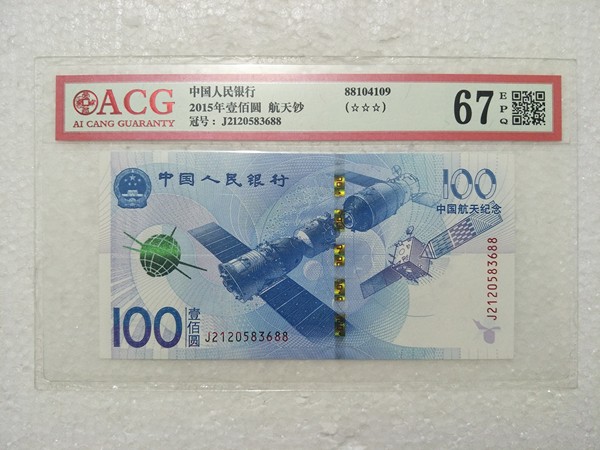 ACG
AI CANG GUARANTY
中国人民银行
2015年壹佰圆 航天钞
冠号：J2120583688
88104109
(☆☆☆)
67
EPQ
中国人民银行
100
中国航天纪念
J2120583688
100
壹佰圆
J2120583688